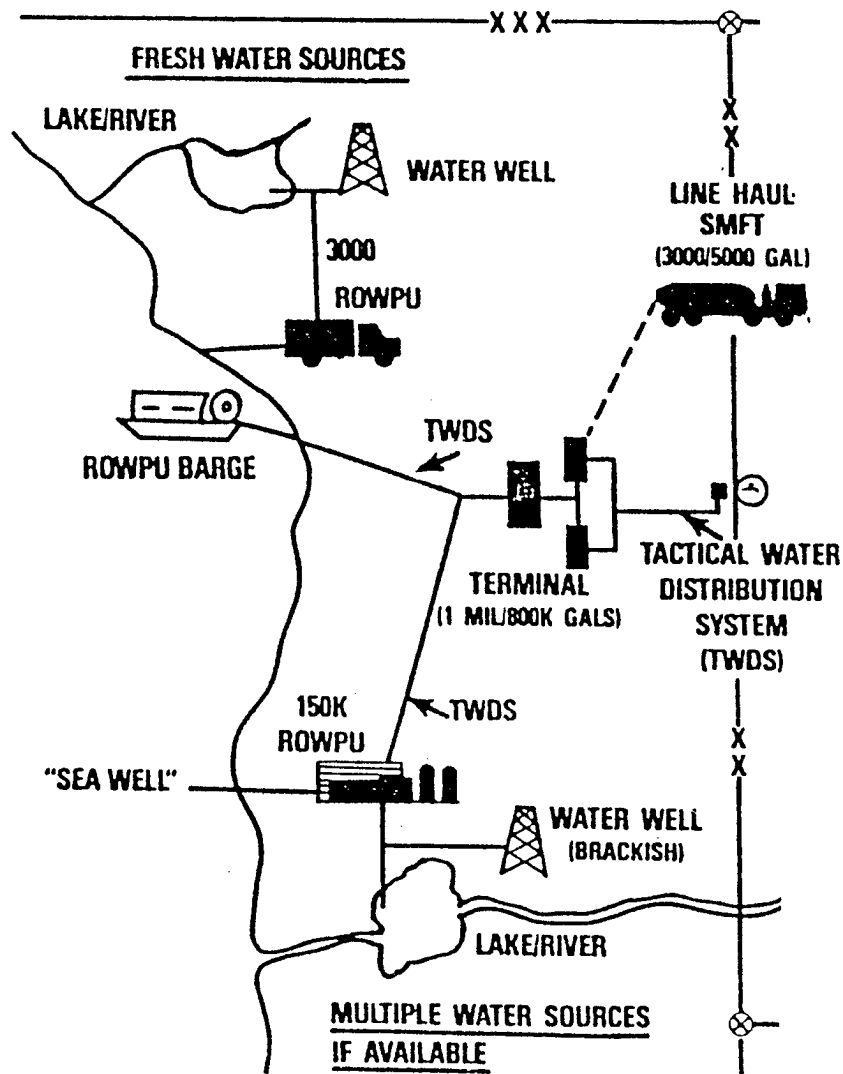 XXX
FRESH WATER SOURCES
LAKE/RIVER
WATER WELL
X
X
LINE HAUL
SMFT
(3000/5000 GAL)
3000
ROWPU
TWDS
ROWPU BARGE
TERMINAL
(1 MIL/800K GALS)
TACTICAL WATER
DISTRIBUTION
SYSTEM
(TWDS)
150K
ROWPU
TWDS
X
X
"SEA WELL"
WATER WELL
(BRACKISH)
LAKE/RIVER
MULTIPLE WATER SOURCES
IF AVAILABLE